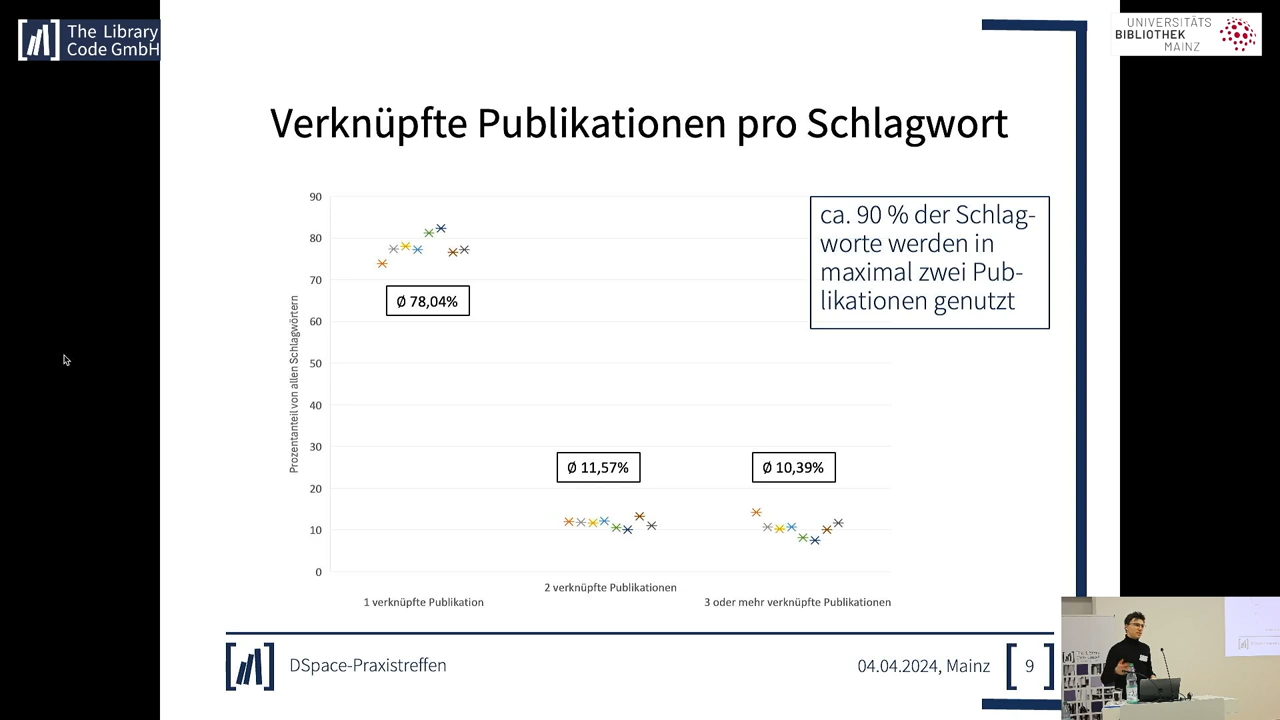 The Library
Code GmbH
UNIVERSITÄTS
BIBLIOTHEK
MAINZ
Verknüpfte Publikationen pro Schlagwort
ca. 90 % der Schlag-
worte werden in
maximal zwei Pub-
likationen genutzt
Prozentanteil von allen Schlagwörtern
90
80
70
60
50
40
30
20
10
0
Ø 78,04%
Ø 11,57%
Ø 10,39%
1 verknüpfte Publikation
2 verknüpfte Publikationen
3 oder mehr verknüpfte Publikationen
DSpace-Praxistreffen
04.04.2024, Mainz
9